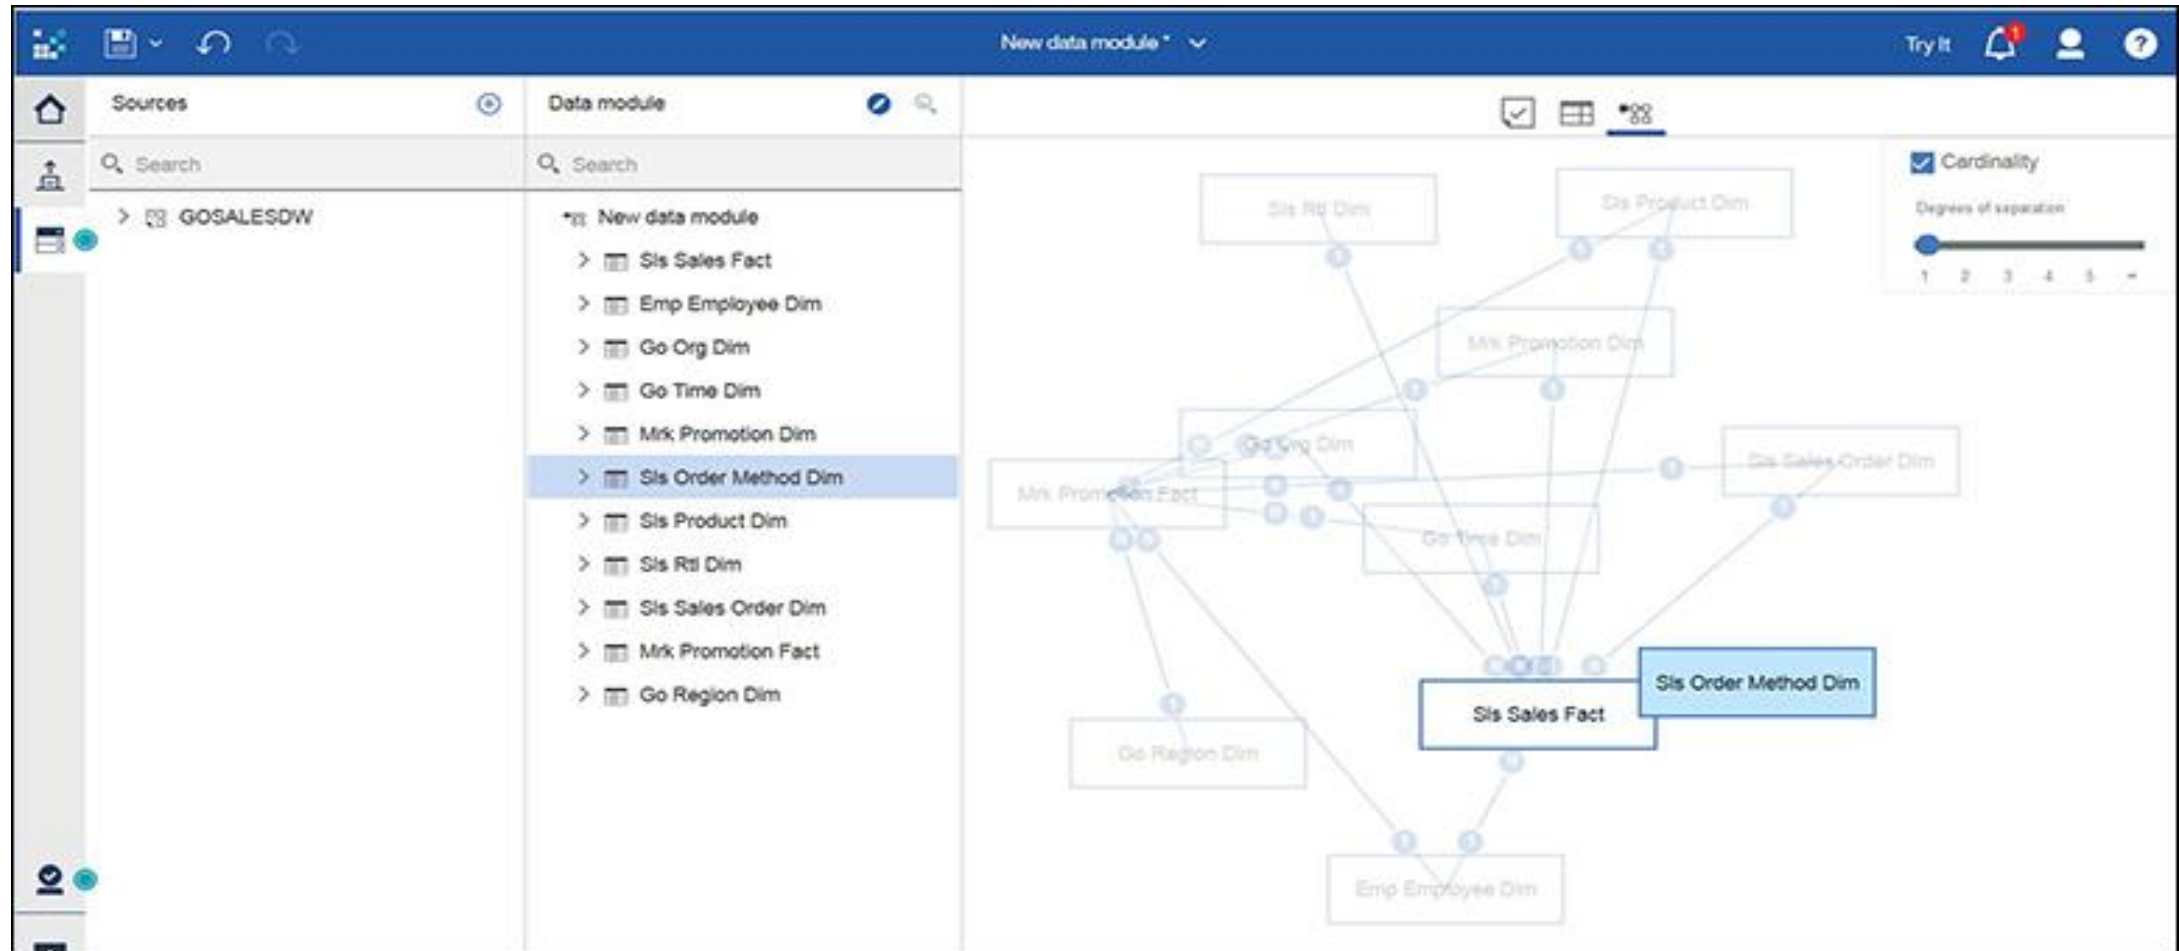 New data module *
Try It
1
?
Sources
Data module
Search
Search
GOSALESDW
New data module
Sls Sales Fact
Emp Employee Dim
Go Org Dim
Go Time Dim
Mrk Promotion Dim
Sls Order Method Dim
Sls Product Dim
Sls Rtl Dim
Sls Sales Order Dim
Mrk Promotion Fact
Go Region Dim
Cardinality
Degrees of separation
1 2 3 4 5
Sls Rtl Dim
Sls Product Dim
Mrk Promotion Dim
Go Org Dim
Sls Sales Order Dim
Mrk Promotion Fact
Go Time Dim
Sls Order Method Dim
Sls Sales Fact
Go Region Dim
Emp Employee Dim